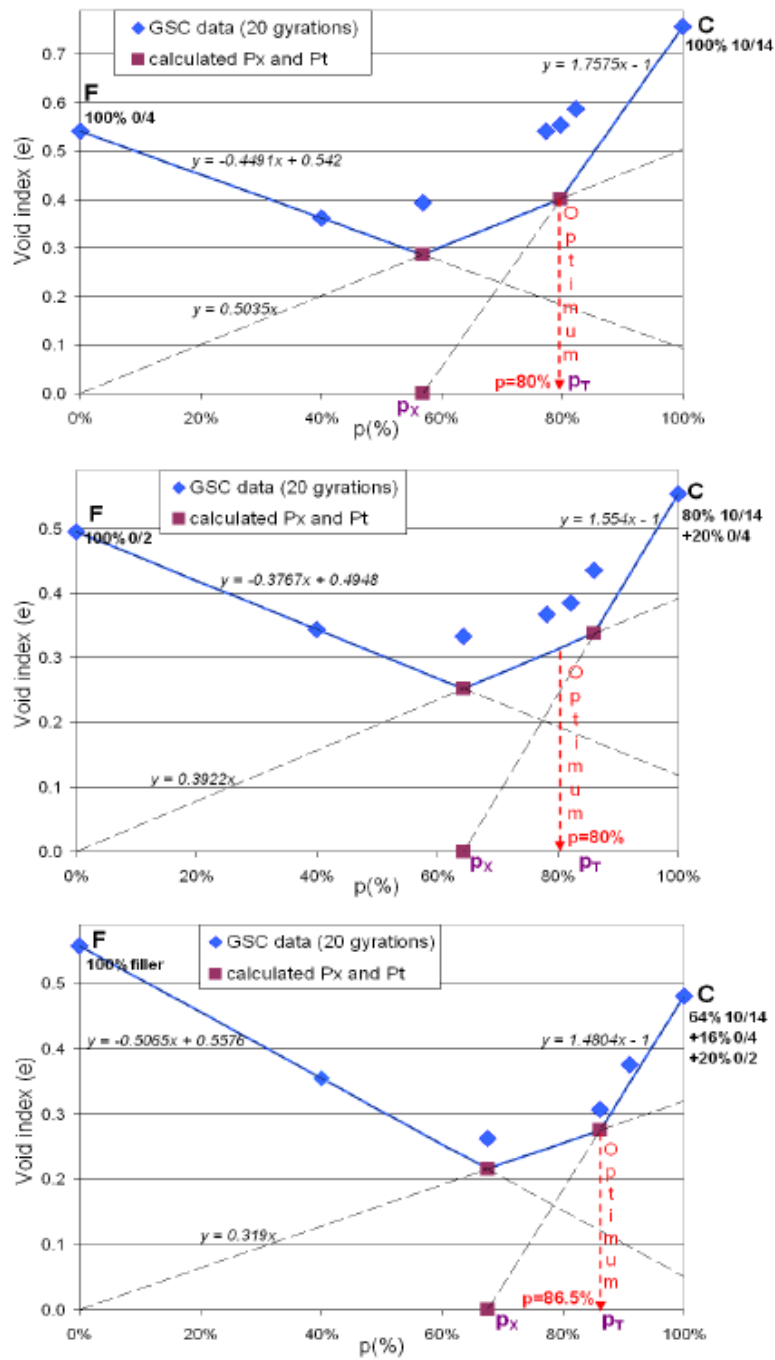 GSC data (20 gyrations)
calculated Px and Pt
C
100% 10/14
F
100% 0/4
y = 1.7575x - 1
y = -0.4491x + 0.542
y = 0.5035x
Optimum
p=80%
pT
pX
Void index (e)
0.7
0.6
0.5
0.4
0.3
0.2
0.1
0.0
0%
20%
40%
60%
80%
100%
p(%)
GSC data (20 gyrations)
calculated Px and Pt
C
80% 10/14
+20% 0/4
F
100% 0/2
y = 1.554x - 1
y = -0.3767x + 0.4948
y = 0.3922x
Optimum
p=80%
pX
pT
Void index (e)
0.5
0.4
0.3
0.2
0.1
0.0
0%
20%
40%
60%
80%
100%
p(%)
GSC data (20 gyrations)
calculated Px and Pt
F
100% filler
C
64% 10/14
+16% 0/4
+20% 0/2
y = -0.5065x + 0.5576
y = 1.4804x - 1
y = 0.319x
Optimum
p=86.5%
pX
pT
Void index (e)
0.5
0.4
0.3
0.2
0.1
0.0
0%
20%
40%
60%
80%
100%
p(%)